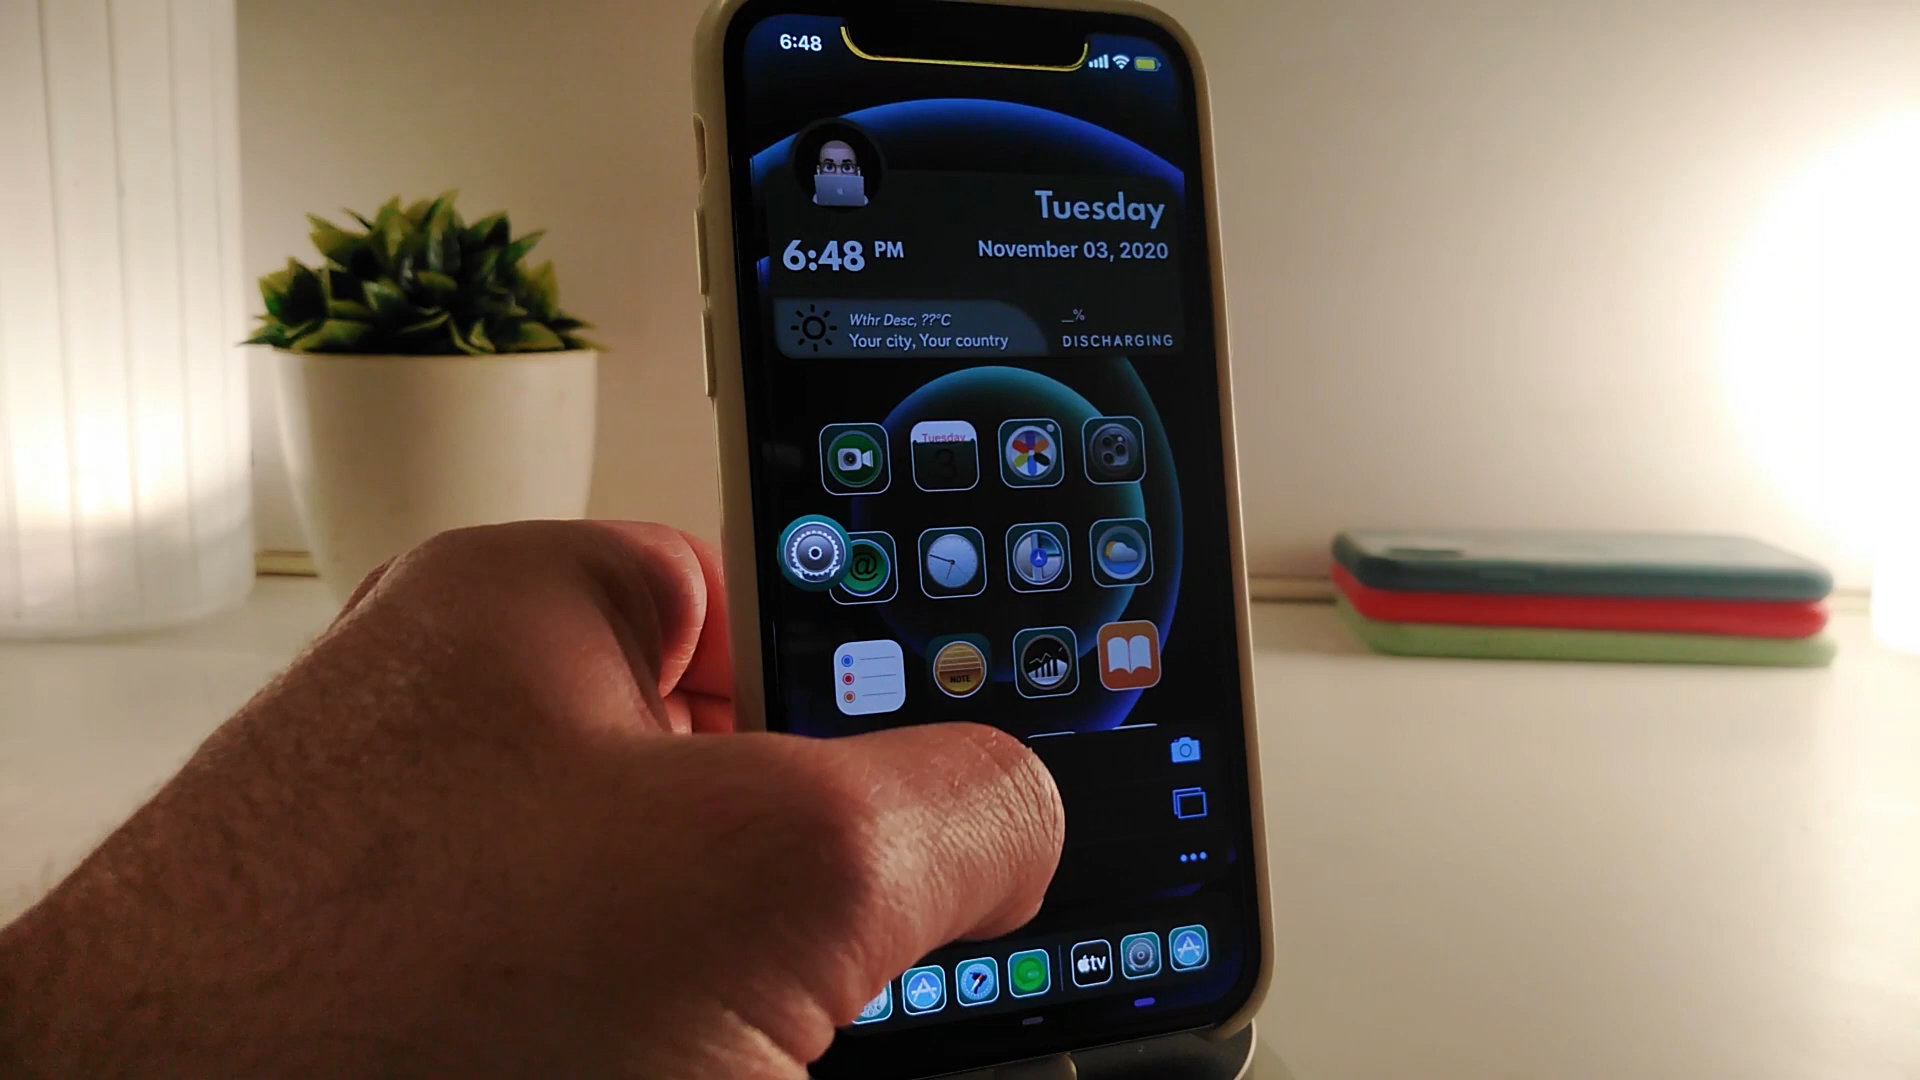 6:48
Tuesday
6:48 PM
November 03, 2020
Wthr Desc, ??°C
Your city, Your country
_%
DISCHARGING
Tuesday
3
@
NOTE
tv